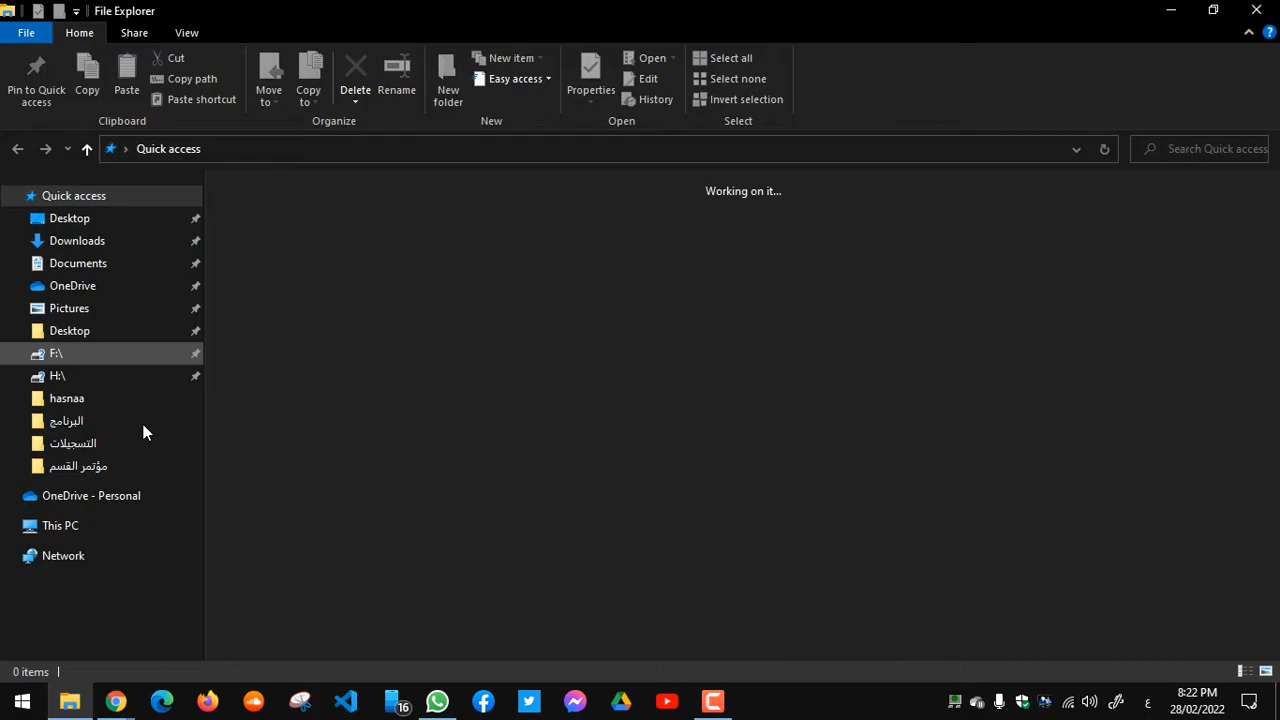 File Explorer
File Home Share View
Pin to Quick access
Copy
Paste
Cut
Copy path
Paste shortcut
Clipboard
Move to
Copy to
Delete
Rename
Organize
New folder
New item
Easy access
New
Properties
Open
Edit
History
Open
Select all
Select none
Invert selection
Select
Quick access
Search Quick access
Quick access
Working on it...
Desktop
Downloads
Documents
OneDrive
Pictures
Desktop
F:\
H:\
hasnaa
البرنامج
التسجيلات
مؤتمر القسم
OneDrive - Personal
This PC
Network
0 items
16
ع
8:22 PM
28/02/2022